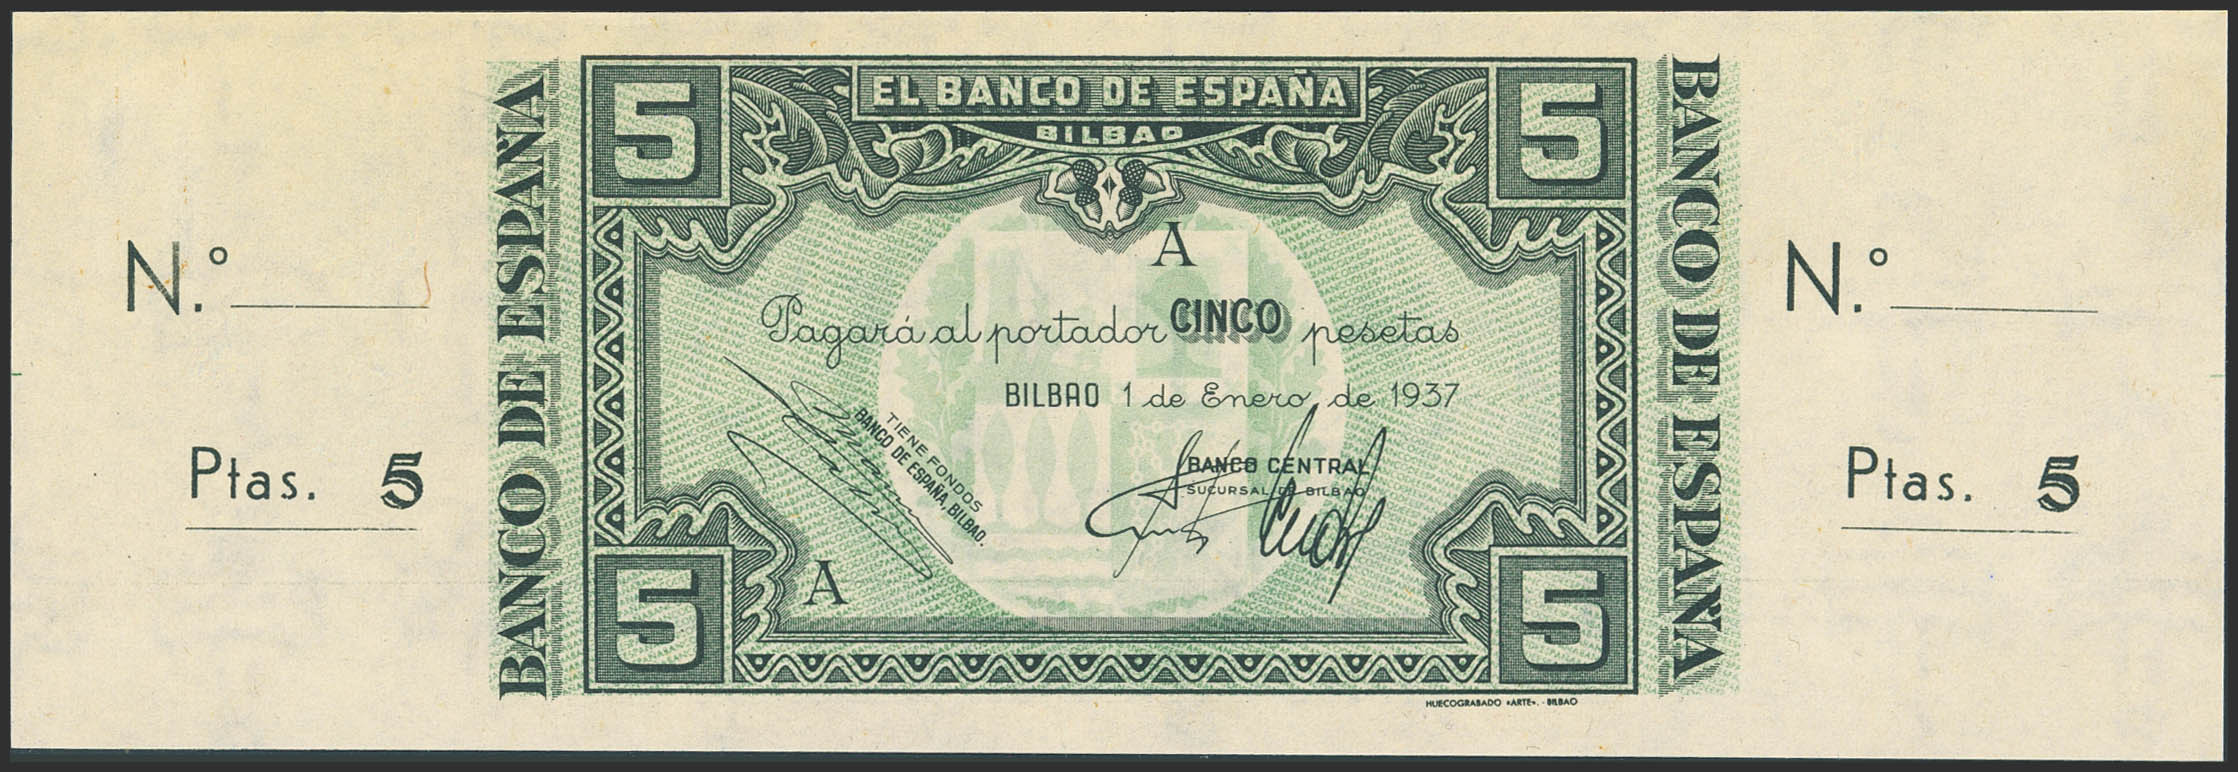 N.º
Ptas. 5
BANCO DE ESPAÑA
5
EL BANCO DE ESPAÑA
5
BILBAO
A
Pagará al portador CINCO pesetas
BILBAO 1 de Enero de 1937
TIENE FONDOS
BANCO DE ESPAÑA, BILBAO.
BANCO CENTRAL
SUCURSAL DE BILBAO
A
5
5
HUECOGRABADO «ARTE». - BILBAO
BANCO DE ESPAÑA
N.º
Ptas. 5